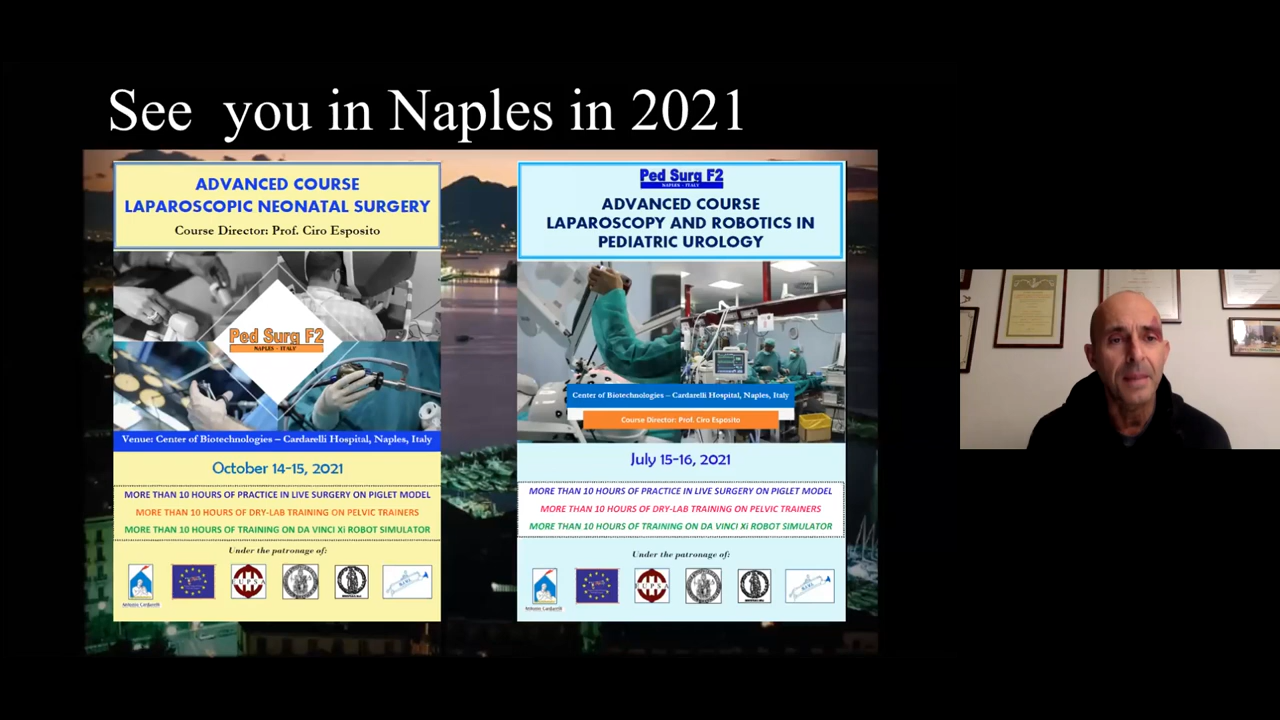 See you in Naples in 2021
ADVANCED COURSE
LAPAROSCOPIC NEONATAL SURGERY
Course Director: Prof. Ciro Esposito
Ped Surg F2
NAPLES - ITALY
Venue: Center of Biotechnologies – Cardarelli Hospital, Naples, Italy
October 14-15, 2021
MORE THAN 10 HOURS OF PRACTICE IN LIVE SURGERY ON PIGLET MODEL
MORE THAN 10 HOURS OF DRY-LAB TRAINING ON PELVIC TRAINERS
MORE THAN 10 HOURS OF TRAINING ON DA VINCI Xi ROBOT SIMULATOR
Under the patronage of:
Ped Surg F2
NAPLES - ITALY
ADVANCED COURSE
LAPAROSCOPY AND ROBOTICS IN
PEDIATRIC UROLOGY
Center of Biotechnologies – Cardarelli Hospital, Naples, Italy
Course Director: Prof. Ciro Esposito
July 15-16, 2021
MORE THAN 10 HOURS OF PRACTICE IN LIVE SURGERY ON PIGLET MODEL
MORE THAN 10 HOURS OF DRY-LAB TRAINING ON PELVIC TRAINERS
MORE THAN 10 HOURS OF TRAINING ON DA VINCI Xi ROBOT SIMULATOR
Under the patronage of: